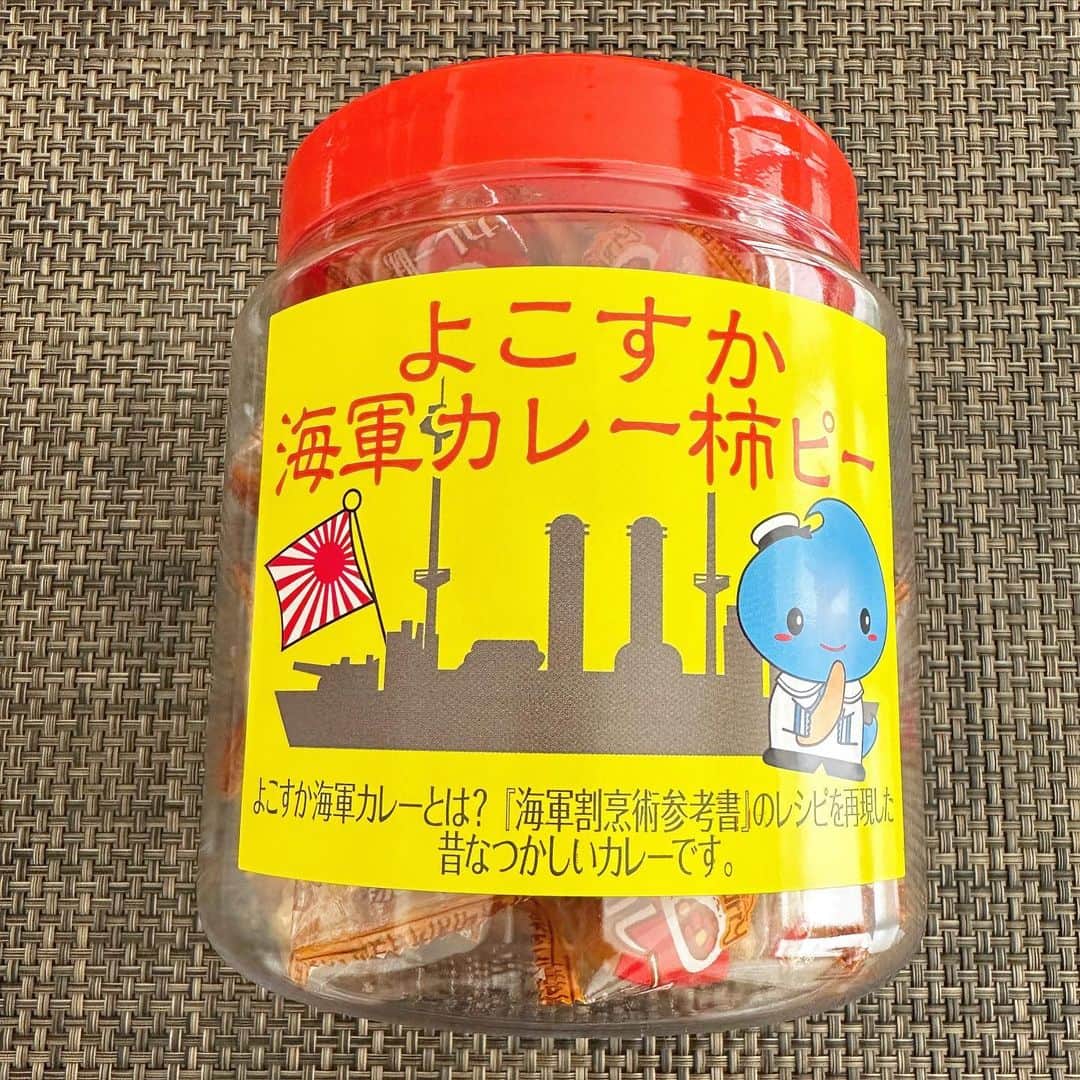 よこすか
海軍カレー柿ピー
よこすか海軍カレーとは?『海軍割烹術参考書』のレシピを再現した
昔なつかしいカレーです。